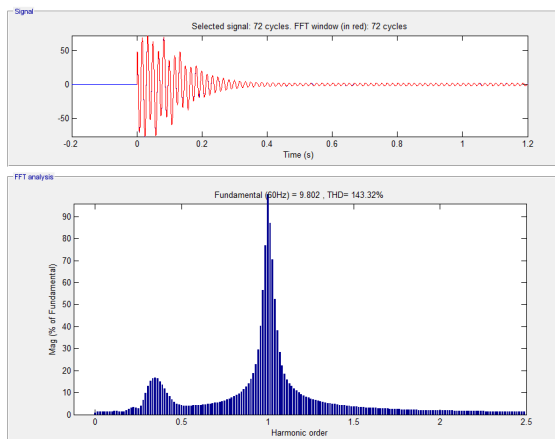 Signal
Selected signal: 72 cycles. FFT window (in red): 72 cycles
50
0
-50
-0.2 0 0.2 0.4 0.6 0.8 1 1.2
Time (s)
FFT analysis
Fundamental (60Hz) = 9.802 , THD= 143.32%
Mag (% of Fundamental)
90
80
70
60
50
40
30
20
10
0
0 0.5 1 1.5 2 2.5
Harmonic order